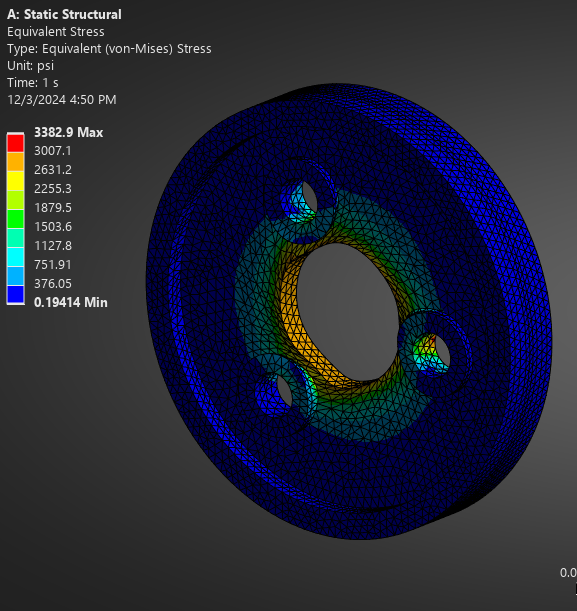 A: Static Structural
Equivalent Stress
Type: Equivalent (von-Mises) Stress
Unit: psi
Time: 1 s
12/3/2024 4:50 PM
3382.9 Max
3007.1
2631.2
2255.3
1879.5
1503.6
1127.8
751.91
376.05
0.19414 Min
0.0